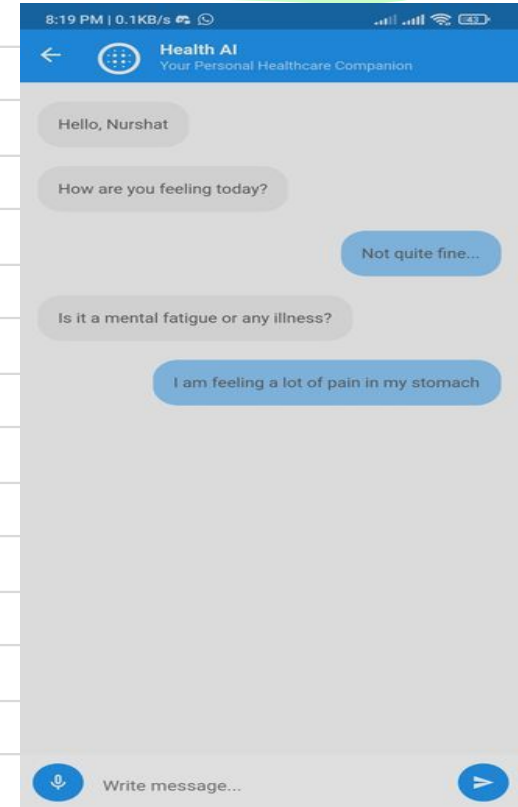 8:19 PM | 0.1KB/s
43
Health AI
Your Personal Healthcare Companion
Hello, Nurshat
How are you feeling today?
Not quite fine...
Is it a mental fatigue or any illness?
I am feeling a lot of pain in my stomach
Write message...